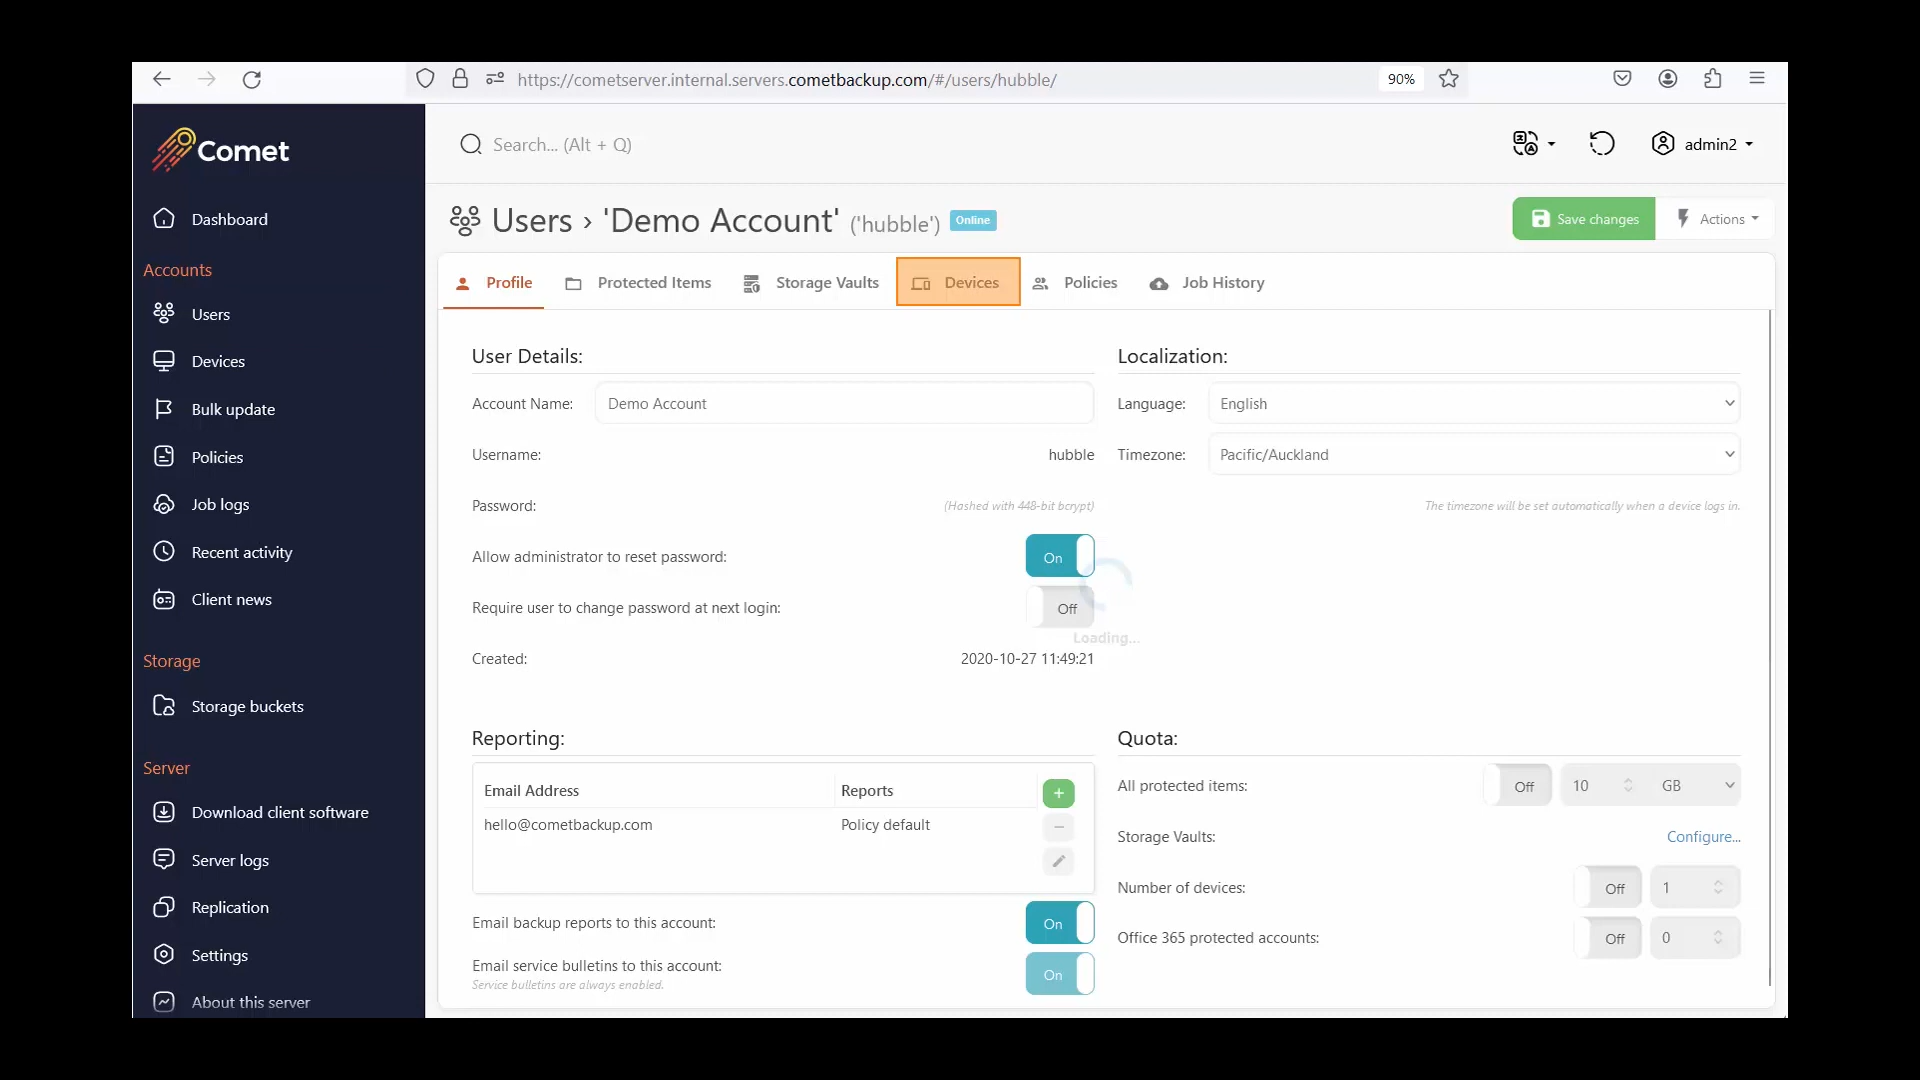 https://cometserver.internal.servers.cometbackup.com/#/users/hubble/
90%
Comet
Search... (Alt + Q)
admin2
Dashboard
Accounts
Users
Devices
Bulk update
Policies
Job logs
Recent activity
Client news
Storage
Storage buckets
Server
Download client software
Server logs
Replication
Settings
About this server
Users › 'Demo Account' ('hubble') Online
Save changes
Actions
Profile
Protected Items
Storage Vaults
Devices
Policies
Job History
User Details:
Account Name: Demo Account
Username: hubble
Password: (Hashed with 448-bit bcrypt)
Allow administrator to reset password: On
Require user to change password at next login: Off
Loading...
Created: 2020-10-27 11:49:21
Localization:
Language: English
Timezone: Pacific/Auckland
The timezone will be set automatically when a device logs in.
Reporting:
Email Address Reports
hello@cometbackup.com Policy default
Email backup reports to this account: On
Email service bulletins to this account: On
Service bulletins are always enabled.
Quota:
All protected items: Off 10 GB
Storage Vaults: Configure...
Number of devices: Off 1
Office 365 protected accounts: Off 0